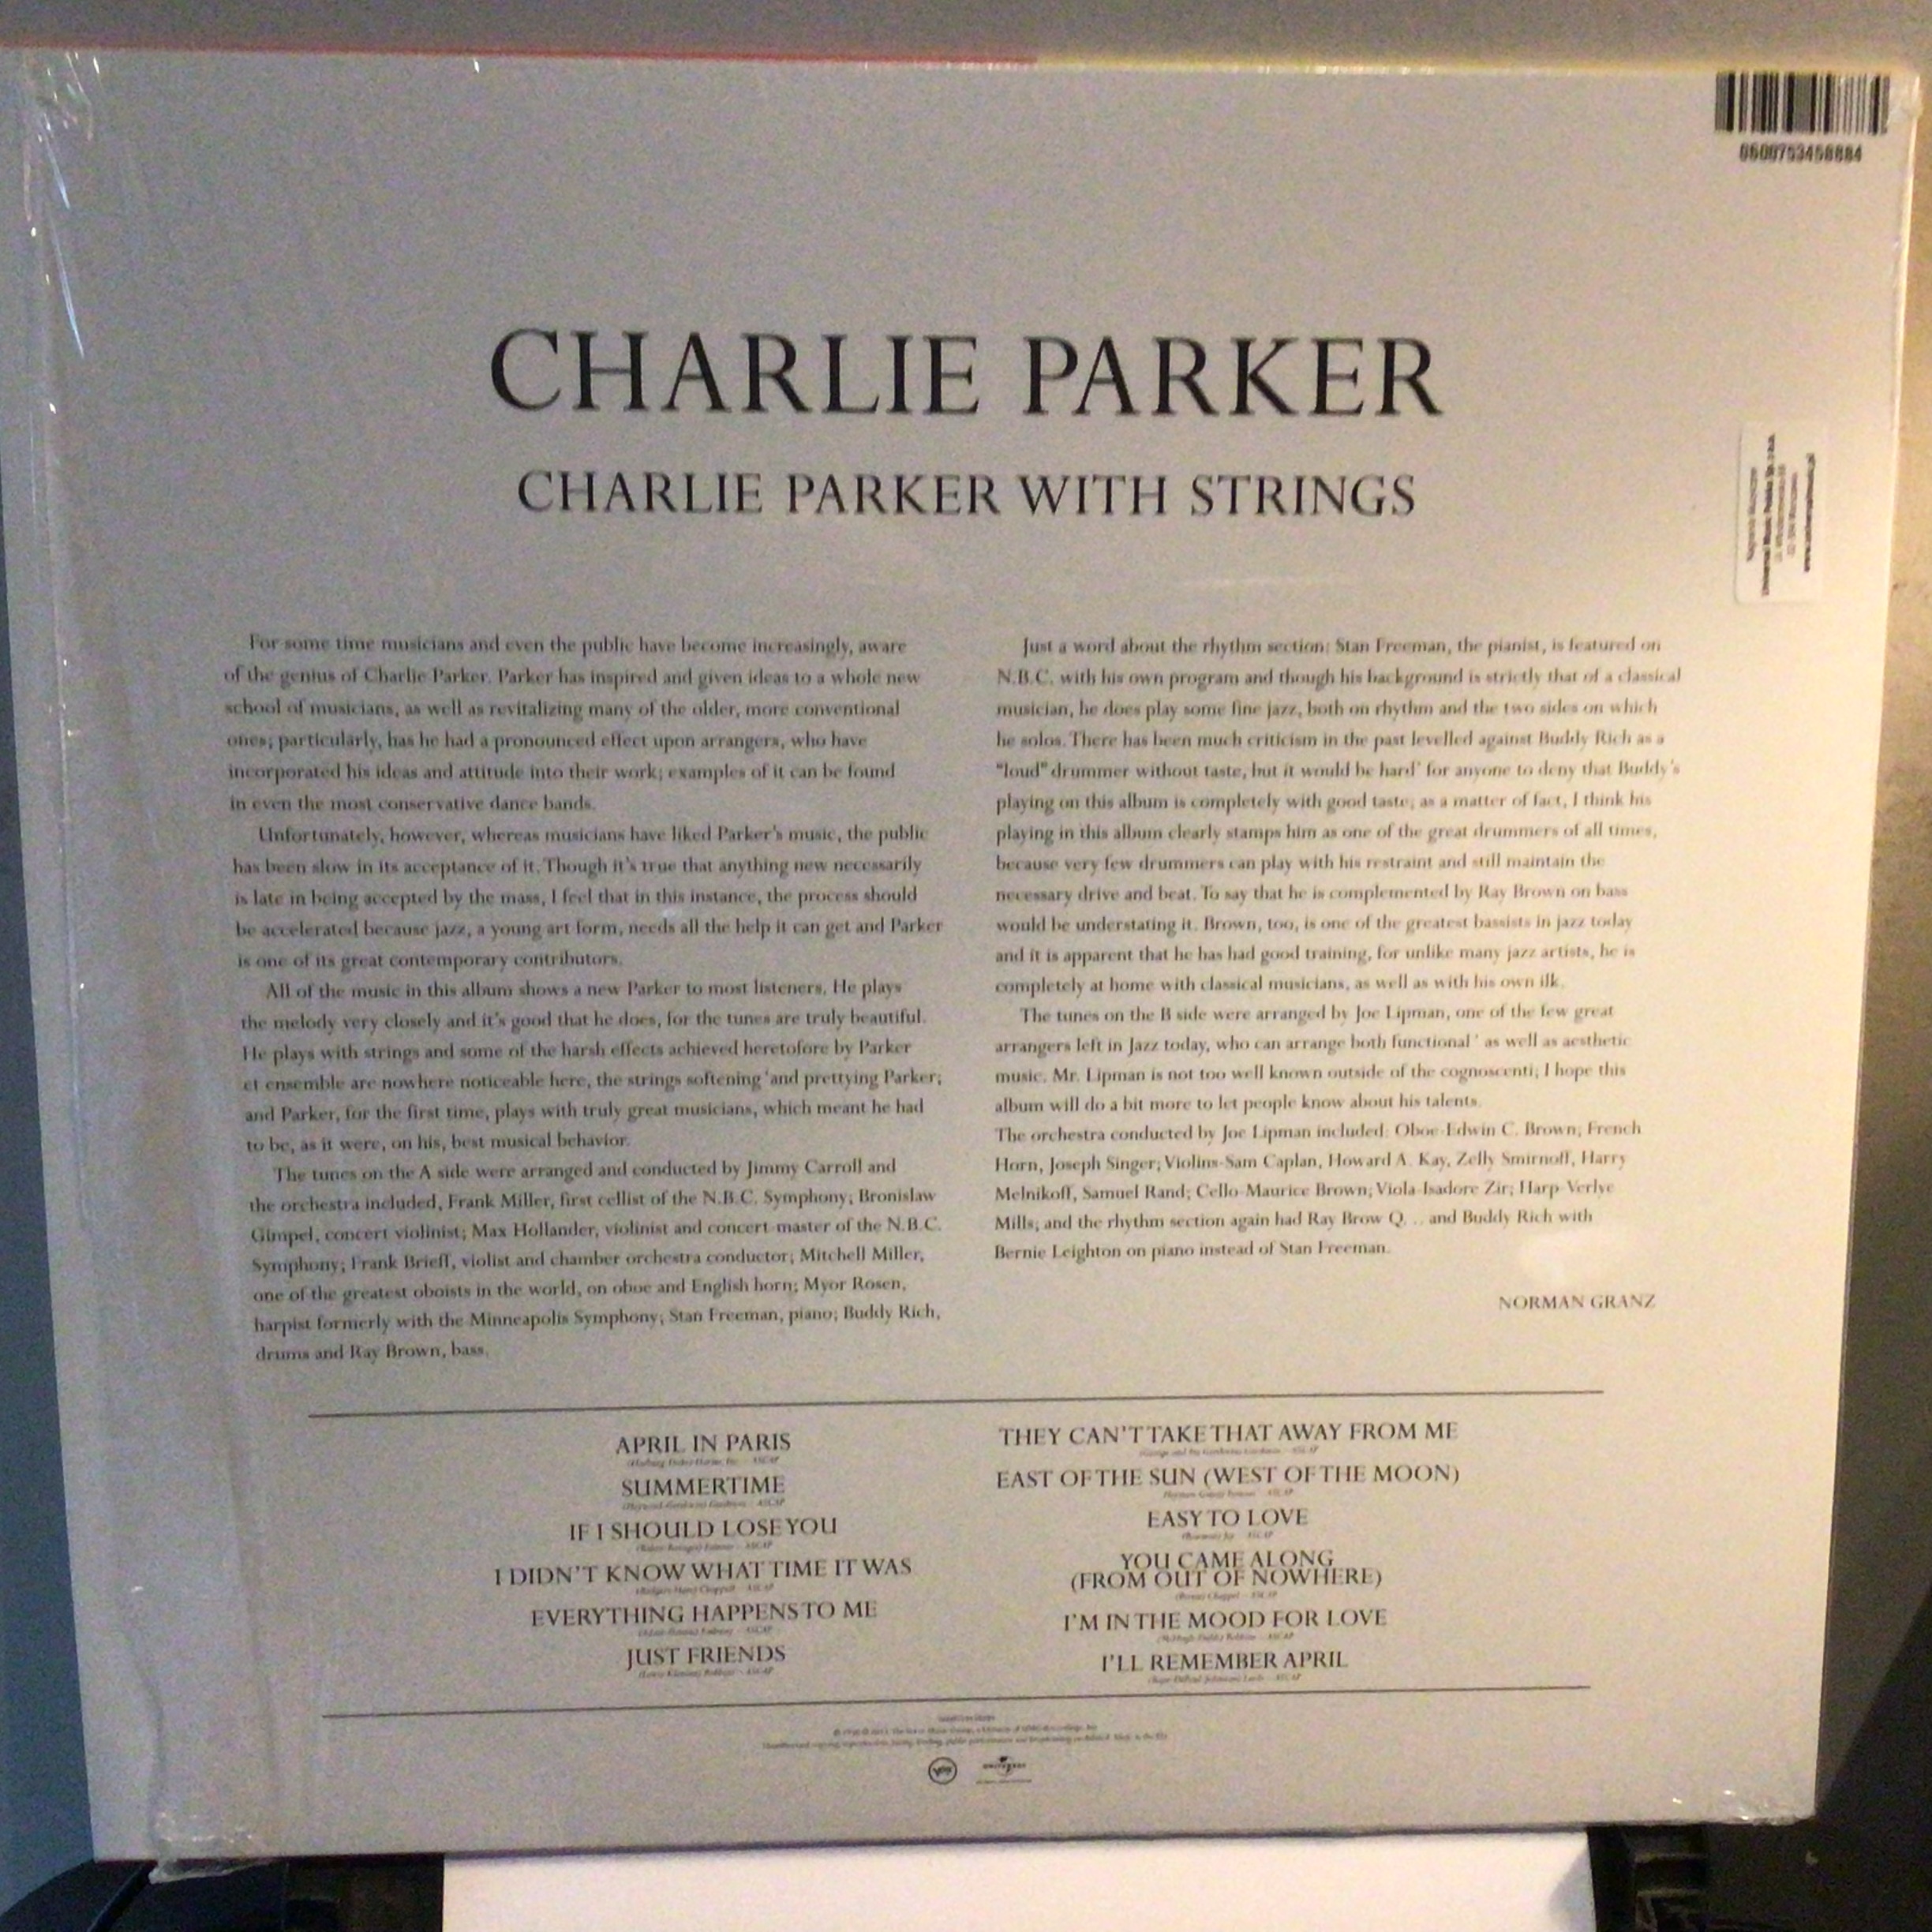 CHARLIE PARKER
CHARLIE PARKER WITH STRINGS
For some time musicians and even the public have become increasingly, aware
of the genius of Charlie Parker. Parker has inspired and given ideas to a whole new
school of musicians, as well as revitalizing many of the older, more conventional
ones; particularly, has he had a pronounced effect upon arrangers, who have
incorporated his ideas and attitude into their work; examples of it can be found
in even the most conservative dance bands.
Unfortunately, however, whereas musicians have liked Parker's music, the public
has been slow in its acceptance of it. Though it's true that anything new necessarily
is late in being accepted by the mass, I feel that in this instance, the process should
be accelerated because jazz, a young art form, needs all the help it can get and Parker
is one of its great contemporary contributors.
All of the music in this album shows a new Parker to most listeners. He plays
the melody very closely and it's good that he does, for the tunes are truly beautiful.
He plays with strings and some of the harsh effects achieved heretofore by Parker
et ensemble are nowhere noticeable here, the strings softening 'and prettying Parker;
and Parker, for the first time, plays with truly great musicians, which meant he had
to be, as it were, on his, best musical behavior.
The tunes on the A side were arranged and conducted by Jimmy Carroll and
the orchestra included, Frank Miller, first cellist of the N.B.C. Symphony; Bronislaw
Gimpel, concert violinist; Max Hollander, violinist and concert-master of the N.B.C.
Symphony; Frank Brieff, violist and chamber orchestra conductor; Mitchell Miller,
one of the greatest oboists in the world, on oboe and English horn; Myor Rosen,
harpist formerly with the Minneapolis Symphony; Stan Freeman, piano; Buddy Rich,
drums and Ray Brown, bass.
Just a word about the rhythm section: Stan Freeman, the pianist, is featured on
N.B.C. with his own program and though his background is strictly that of a classical
musician, he does play some fine jazz, both on rhythm and the two sides on which
he solos. There has been much criticism in the past levelled against Buddy Rich as a
"loud" drummer without taste, but it would be hard' for anyone to deny that Buddy's
playing on this album is completely with good taste; as a matter of fact, I think his
playing in this album clearly stamps him as one of the great drummers of all times,
because very few drummers can play with his restraint and still maintain the
necessary drive and beat. To say that he is complemented by Ray Brown on bass
would be understating it. Brown, too, is one of the greatest bassists in jazz today
and it is apparent that he has had good training, for unlike many jazz artists, he is
completely at home with classical musicians, as well as with his own ilk.
The tunes on the B side were arranged by Joe Lipman, one of the few great
arrangers left in Jazz today, who can arrange both functional ' as well as aesthetic
music. Mr. Lipman is not too well known outside of the cognoscenti; I hope this
album will do a bit more to let people know about his talents.
The orchestra conducted by Joe Lipman included: Oboe-Edwin C. Brown; French
Horn, Joseph Singer; Violins-Sam Caplan, Howard A. Kay, Zelly Smirnoff, Harry
Melnikoff, Samuel Rand; Cello-Maurice Brown; Viola-Isadore Zir; Harp-Verlye
Mills; and the rhythm section again had Ray Brow Q... and Buddy Rich with
Bernie Leighton on piano instead of Stan Freeman.
NORMAN GRANZ
APRIL IN PARIS
SUMMERTIME
IF I SHOULD LOSE YOU
I DIDN'T KNOW WHAT TIME IT WAS
EVERYTHING HAPPENS TO ME
JUST FRIENDS
THEY CAN'T TAKE THAT AWAY FROM ME
EAST OF THE SUN (WEST OF THE MOON)
EASY TO LOVE
YOU CAME ALONG
(FROM OUT OF NOWHERE)
I'M IN THE MOOD FOR LOVE
I'LL REMEMBER APRIL